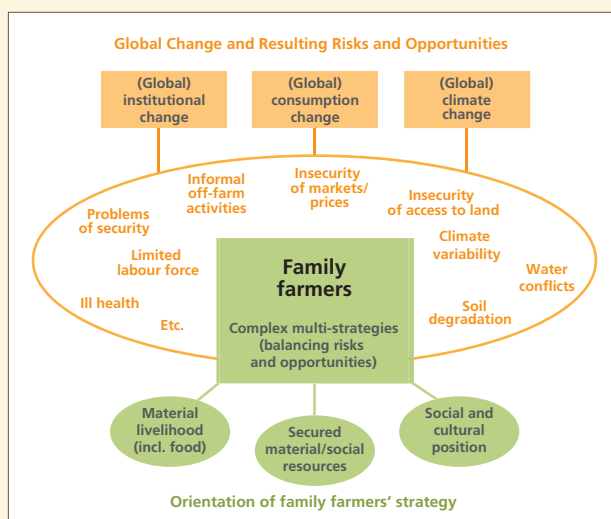 Global Change and Resulting Risks and Opportunities
(Global)
institutional
change
(Global)
consumption
change
(Global)
climate
change
Informal
off-farm
activities
Insecurity
of markets/
prices
Insecurity
of access to land
Problems
of security
Limited
labour force
Climate
variability
Water
conflicts
Ill health
Etc.
Soil
degradation
Family
farmers
Complex multi-strategies
(balancing risks
and opportunities)
Material
livelihood
(incl. food)
Secured
material/social
resources
Social and
cultural
position
Orientation of family farmers' strategy